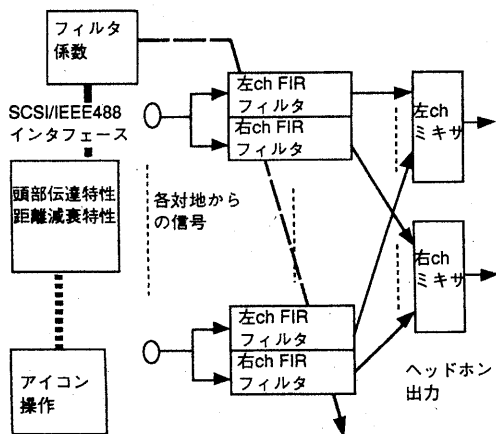 フィルタ
係数
SCSI/IEEE488
インタフェース
頭部伝達特性
距離減衰特性
アイコン
操作
各対地から
の信号
左ch FIR
フィルタ
右ch FIR
フィルタ
左ch FIR
フィルタ
右ch FIR
フィルタ
左ch
ミキサ
右ch
ミキサ
ヘッドホン
出力